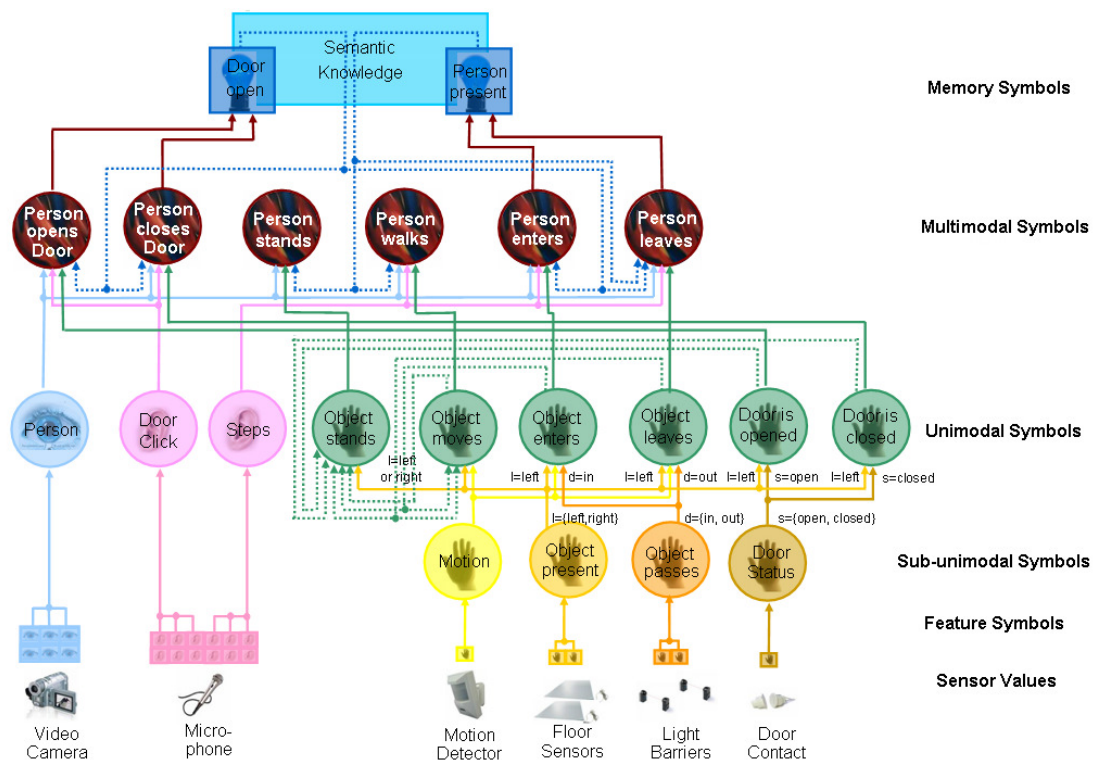 Semantic
Knowledge
Door
open
Person
present
Memory Symbols
Person
opens
Door
Person
closes
Door
Person
stands
Person
walks
Person
enters
Person
leaves
Multimodal Symbols
Person
Door
Click
Steps
Object
stands
Object
moves
Object
enters
Object
leaves
Door is
opened
Door is
closed
Unimodal Symbols
l=left
or right
l=left
d=in
l=left
d=out
l=left
s=open
l=left
s=closed
l={left,right}
d={in, out}
s={open, closed}
Motion
Object
present
Object
passes
Door
Status
Sub-unimodal Symbols
Feature Symbols
Sensor Values
Video
Camera
Micro-
phone
Motion
Detector
Floor
Sensors
Light
Barriers
Door
Contact